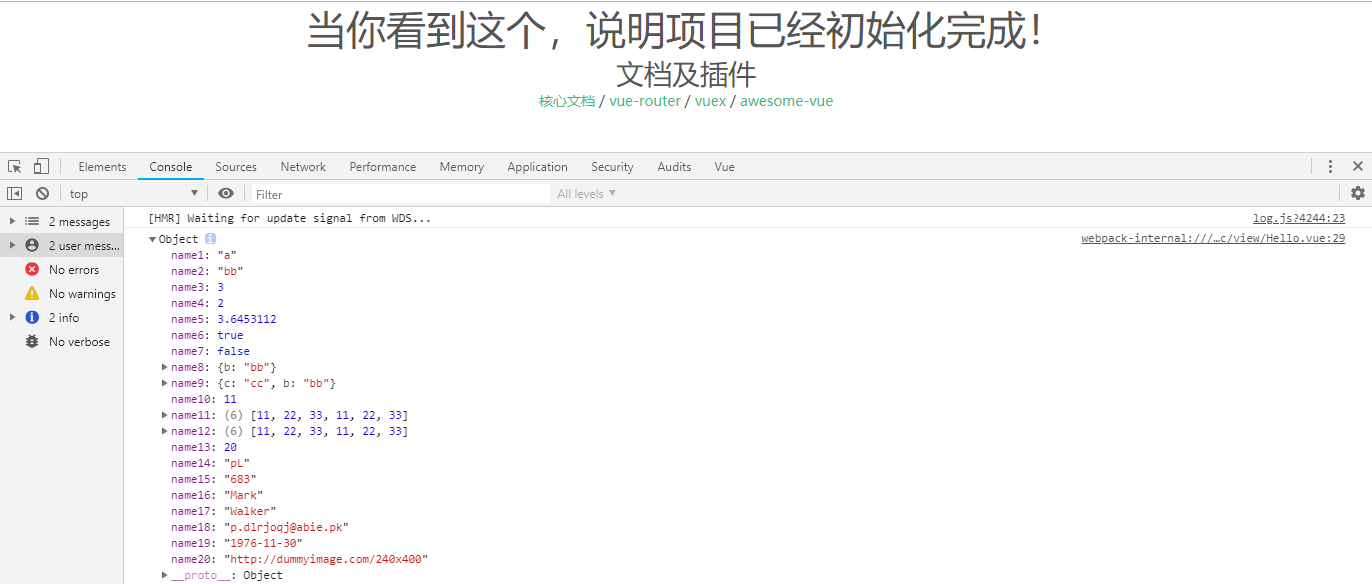 当你看到这个，说明项目已经初始化完成！
文档及插件
核心文档 / vue-router / vuex / awesome-vue
Elements Console Sources Network Performance Memory Application Security Audits Vue
top Filter All levels
2 messages
2 user mess...
No errors
No warnings
2 info
No verbose
[HMR] Waiting for update signal from WDS... log.js?4244:23
Object webpack-internal:///…c/view/Hello.vue:29
name1: "a"
name2: "bb"
name3: 3
name4: 2
name5: 3.6453112
name6: true
name7: false
name8: {b: "bb"}
name9: {c: "cc", b: "bb"}
name10: 11
name11: (6) [11, 22, 33, 11, 22, 33]
name12: (6) [11, 22, 33, 11, 22, 33]
name13: 20
name14: "pL"
name15: "683"
name16: "Mark"
name17: "Walker"
name18: "p.dlrjoqj@abie.pk"
name19: "1976-11-30"
name20: "http://dummyimage.com/240x400"
__proto__: Object